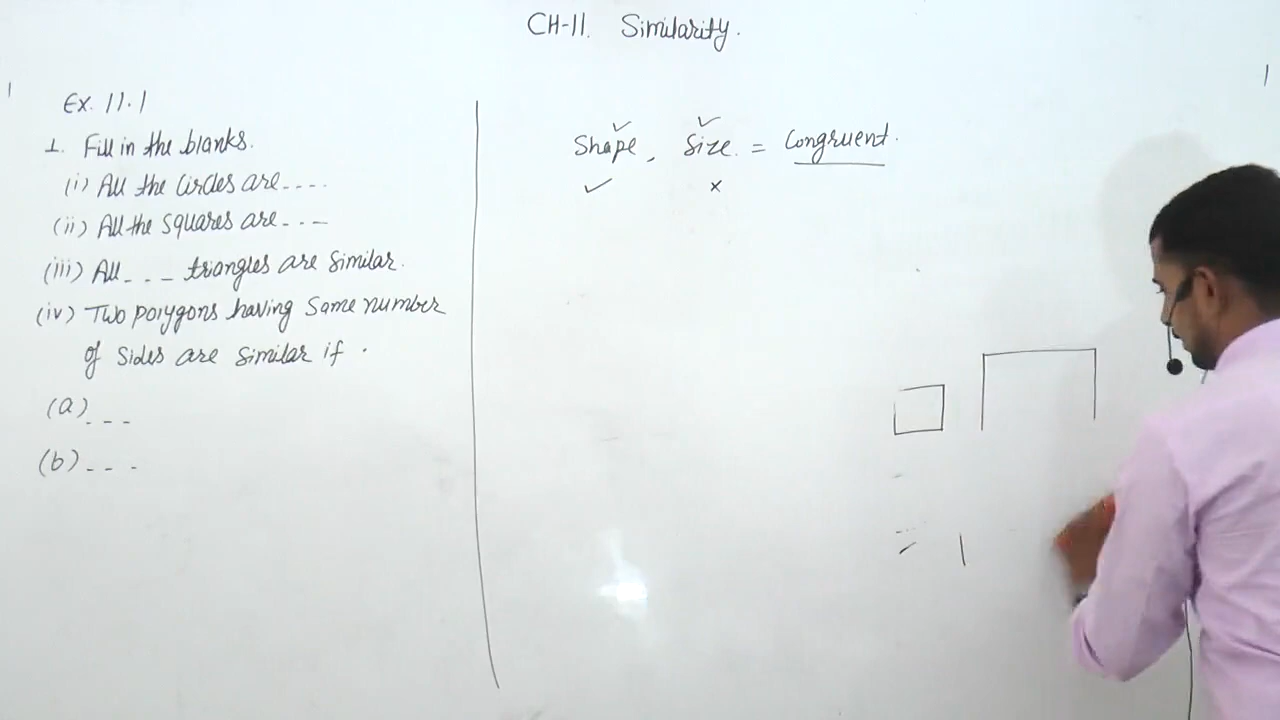 CH-11. Similarity.
Ex. 11.1
1. Fill in the blanks.
(i) All the Circles are....
(ii) All the squares are---
(iii) All --- triangles are similar.
(iv) Two polygons having same number
of sides are similar if .
(a) ---
(b) ---
Shape, Size. = Congruent.